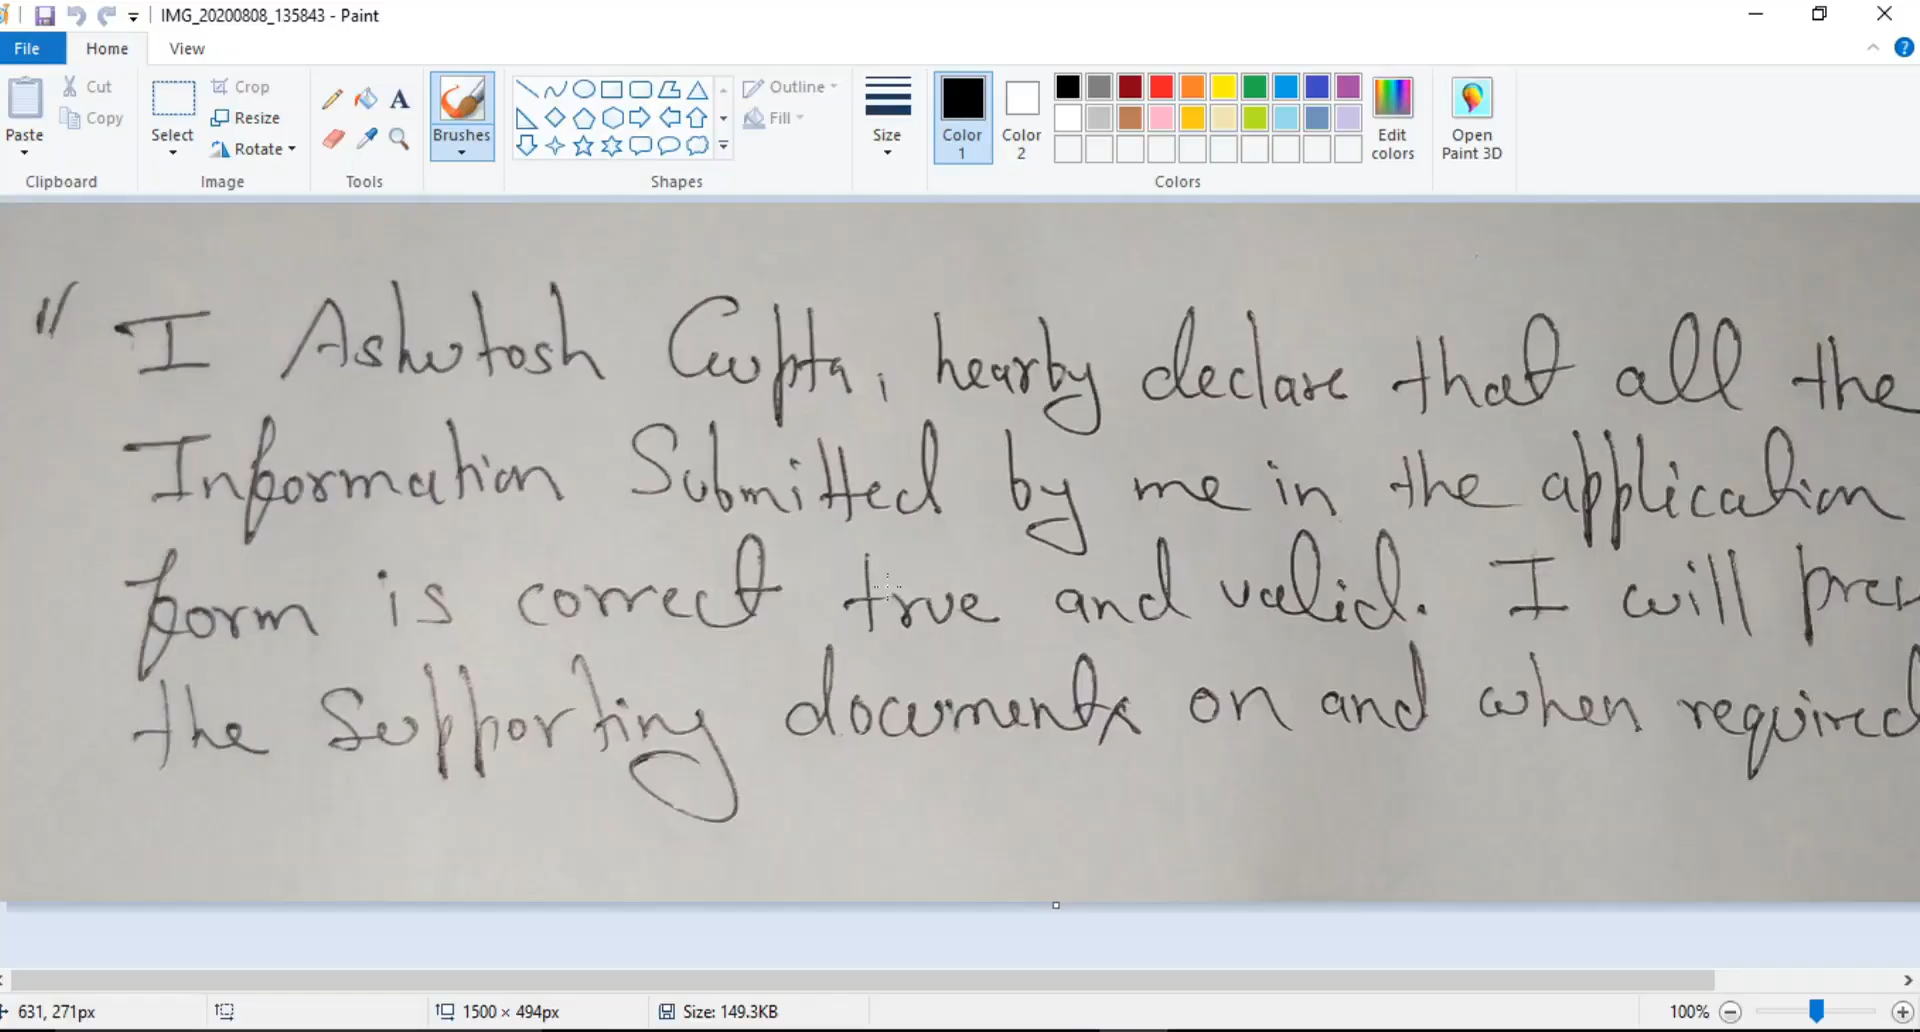 IMG_20200808_135843 - Paint
File Home View
Paste Cut Copy Select Crop Resize Rotate Brushes Outline Fill Size Color 1 Color 2 Edit colors Open Paint 3D
Clipboard Image Tools Shapes Colors
" I Ashutosh Gupta, hearby declare that all the
Information Submitted by me in the application
form is correct true and valid. I will pres
the Supporting documents on and when required
631, 271px 1500 × 494px Size: 149.3KB 100%